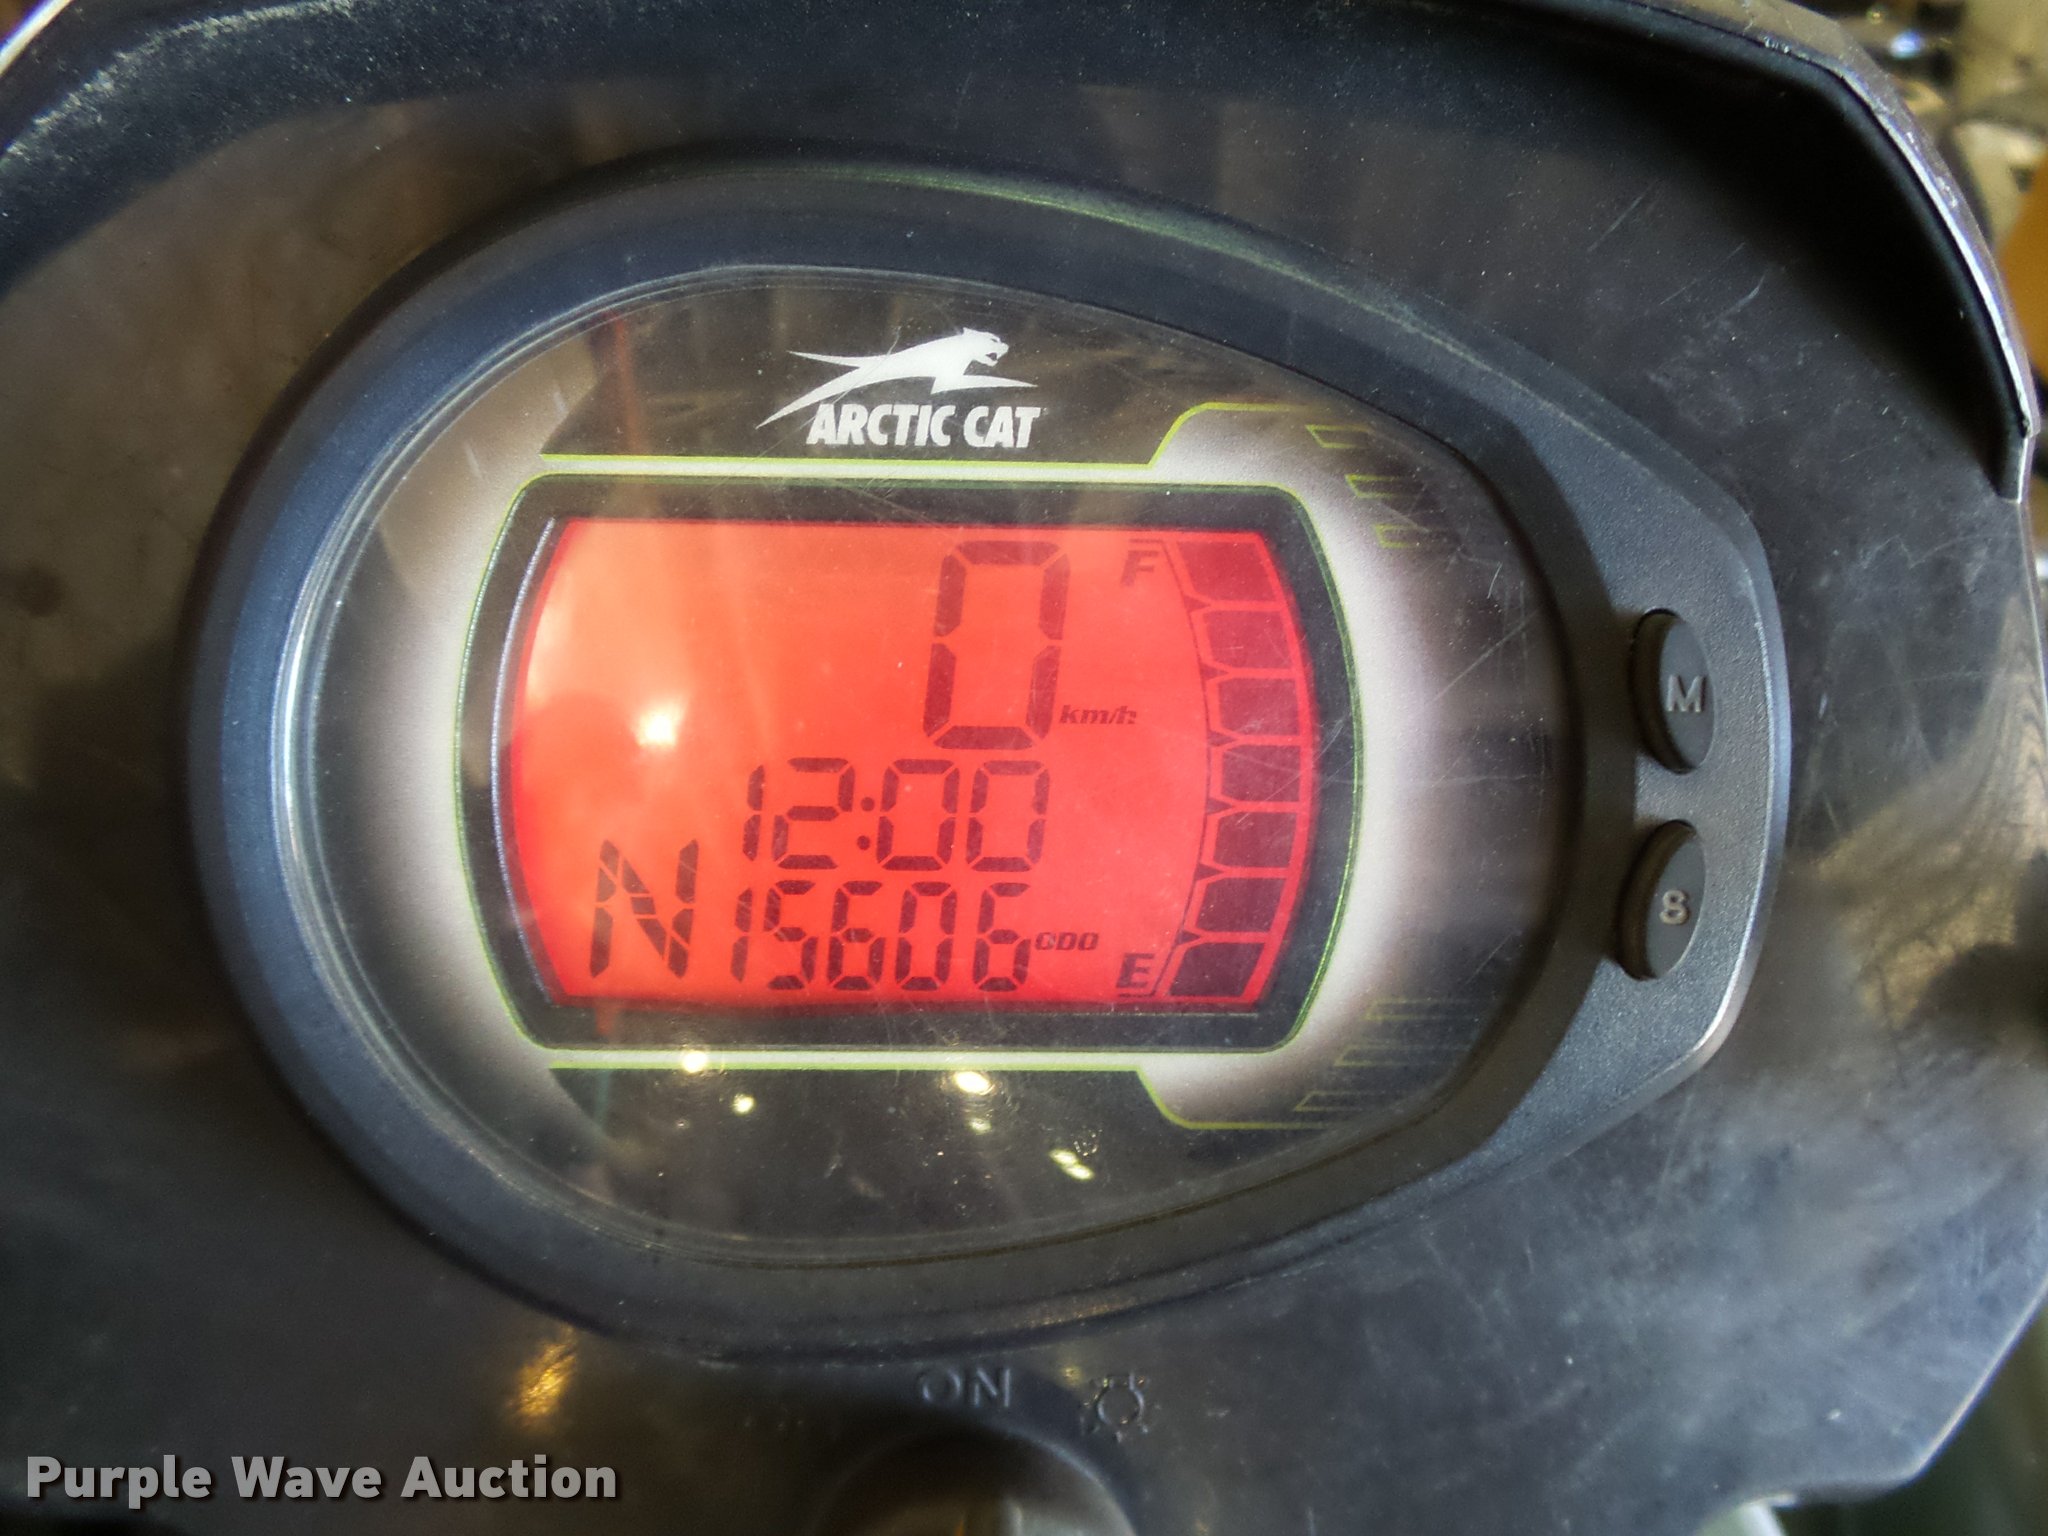 ARCTIC CAT
0 km/h
F
12:00
N 15606 ODO
E
M
S
ON
Purple Wave Auction